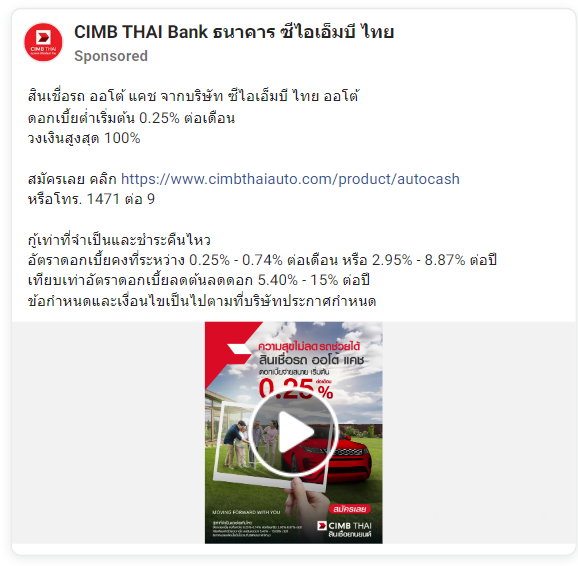 CIMB THAI
CIMB THAI Bank ธนาคาร ซีไอเอ็มบี ไทย
Sponsored
สินเชื่อรถ ออโต้ แคช จากบริษัท ซีไอเอ็มบี ไทย ออโต้
ดอกเบี้ยต่ำเริ่มต้น 0.25% ต่อเดือน
วงเงินสูงสุด 100%
สมัครเลย คลิก https://www.cimbthaiauto.com/product/autocash
หรือโทร. 1471 ต่อ 9
กู้เท่าที่จำเป็นและชำระคืนไหว
อัตราดอกเบี้ยคงที่ระหว่าง 0.25% - 0.74% ต่อเดือน หรือ 2.95% - 8.87% ต่อปี
เทียบเท่าอัตราดอกเบี้ยลดต้นลดดอก 5.40% - 15% ต่อปี
ข้อกำหนดและเงื่อนไขเป็นไปตามที่บริษัทประกาศกำหนด
ความสุขไม่ลด รถช่วยได้
สินเชื่อรถ ออโต้ แคช
ดอกเบี้ยจ่ายสบาย เริ่มต้น
0.25% ต่อเดือน
MOVING FORWARD WITH YOU
สมัครเลย
CIMB THAI
สินเชื่อยานยนต์